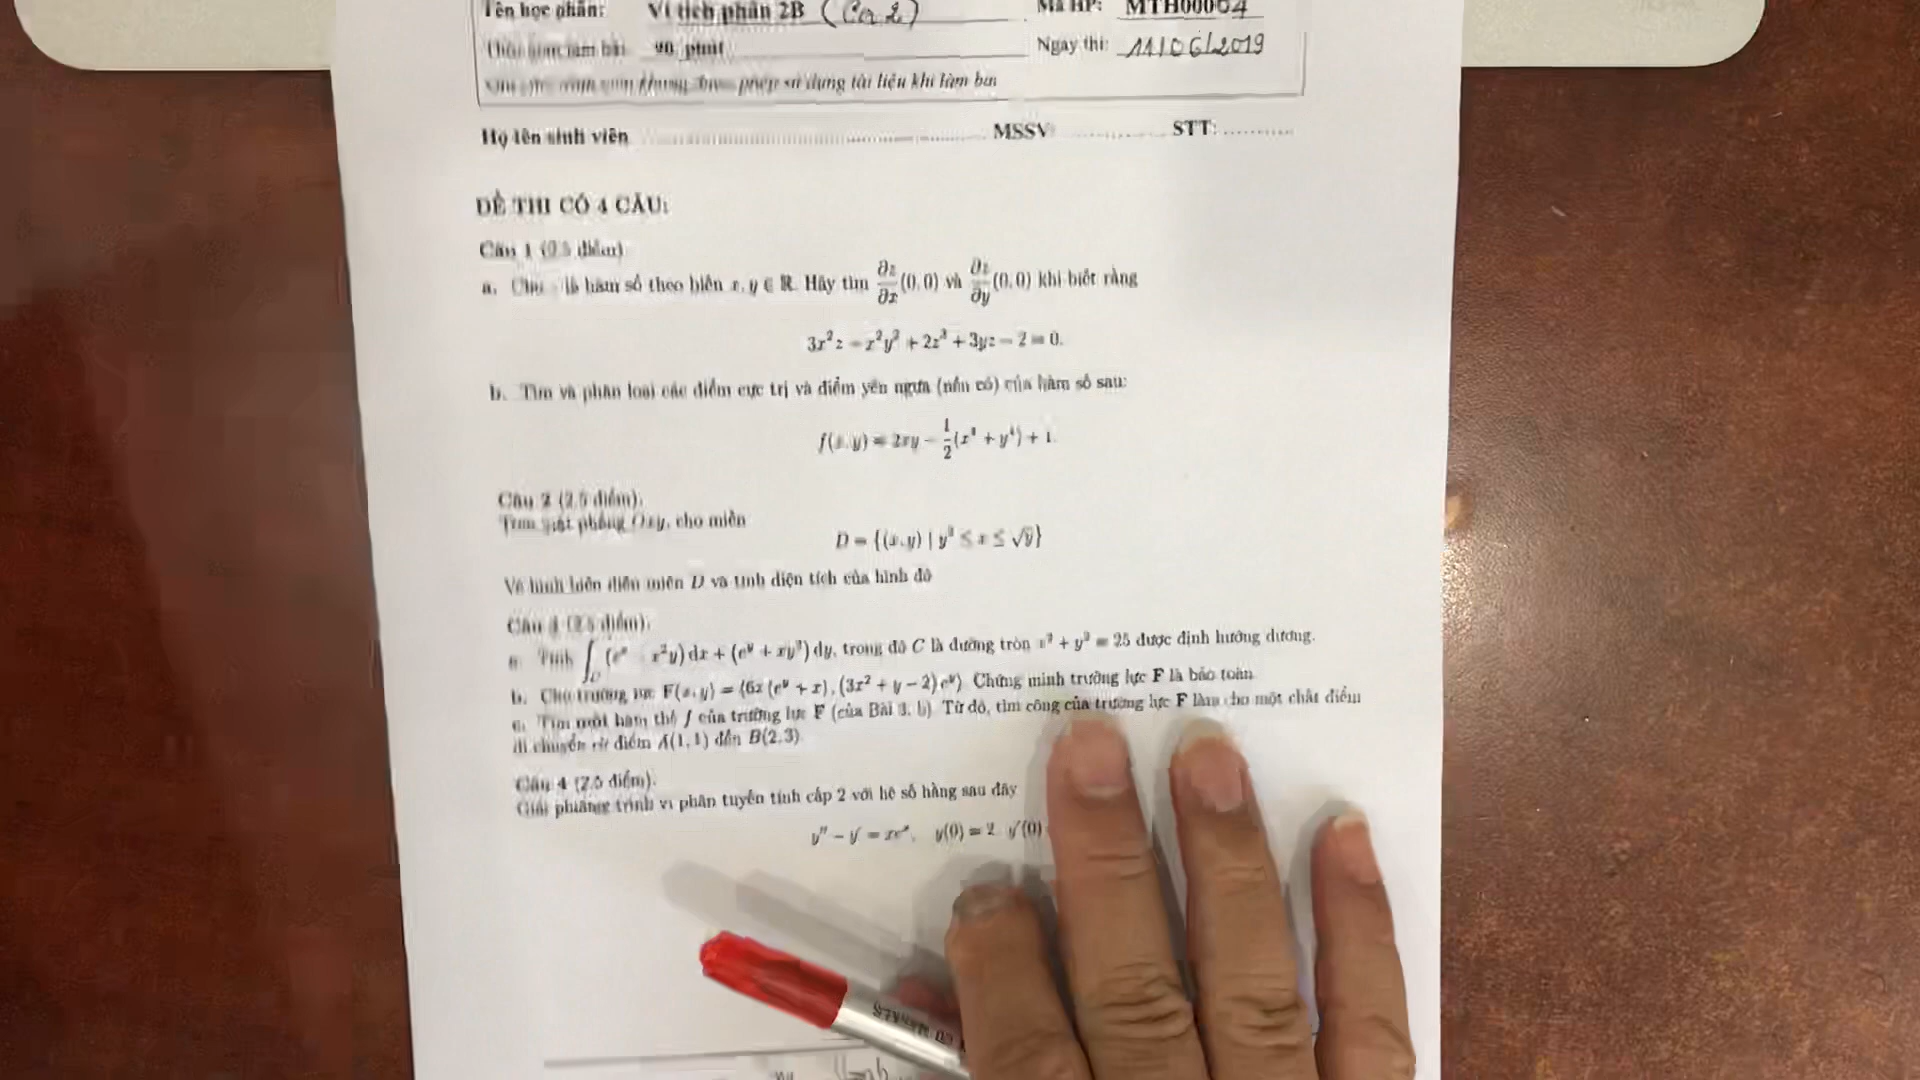 Tên học phần: Vi tích phân 2B (Ca 2) Mã HP: MTH00004
Thời gian làm bài: 90 phút Ngày thi: 11/06/2019
phép sử dụng tài liệu khi làm bài
Họ tên sinh viên MSSV: STT:
ĐỀ THI CÓ 4 CÂU:
Câu 1 (2.5 điểm)
a. Cho z là hàm số theo biến x, y ∈ ℝ. Hãy tìm ∂z/∂x(0,0) và ∂z/∂y(0,0) khi biết rằng
3x²z − x²y² + 2z³ + 3yz − 2 = 0.
b. Tìm và phân loại các điểm cực trị và điểm yên ngựa (nếu có) của hàm số sau:
f(x, y) = 2xy − 1/2(x⁴ + y⁴) + 1.
Câu 2 (2.5 điểm).
Trong mặt phẳng Oxy, cho miền
D = {(x,y) | y² ≤ x ≤ √y}
Vẽ hình biểu diễn miền D và tính diện tích của hình đó
Câu 3 (2.5 điểm).
a. Tính ∫_C (eˣ x²y) dx + (e^y + xy²) dy, trong đó C là đường tròn x² + y² = 25 được định hướng dương.
b. Cho trường lực F(x, y) = (6x(e^y + x), (3x² + y − 2)e^y) Chứng minh trường lực F là bảo toàn.
c. Tìm một hàm thế f của trường lực F (của Bài 3. b) Từ đó, tìm công của trường lực F làm cho một chất điểm
di chuyển từ điểm A(1,1) đến B(2,3)
Câu 4 (2.5 điểm).
Giải phương trình vi phân tuyến tính cấp 2 với hệ số hằng sau đây
y″ − y′ = xeˣ, y(0) = 2 y′(0)